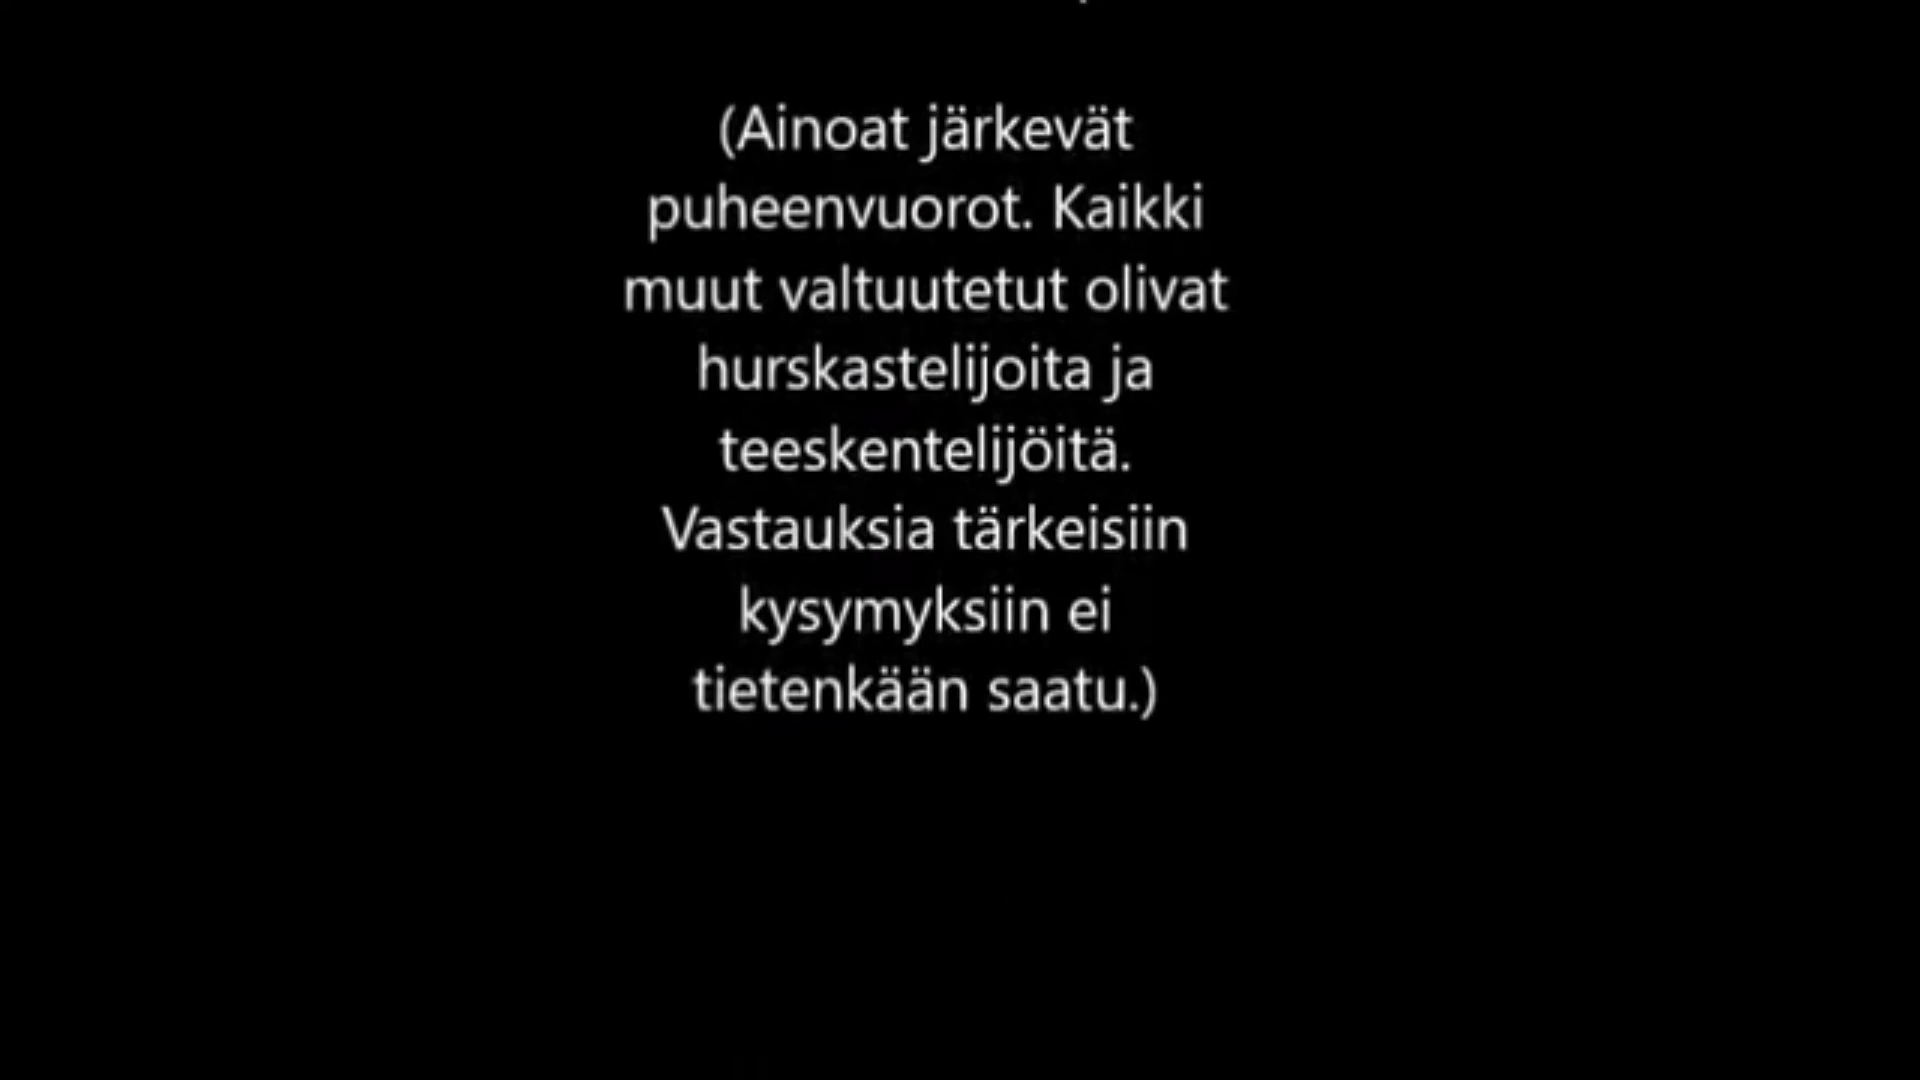 (Ainoat järkevät
puheenvuorot. Kaikki
muut valtuutetut olivat
hurskastelijoita ja
teeskentelijöitä.
Vastauksia tärkeisiin
kysymyksiin ei
tietenkään saatu.)